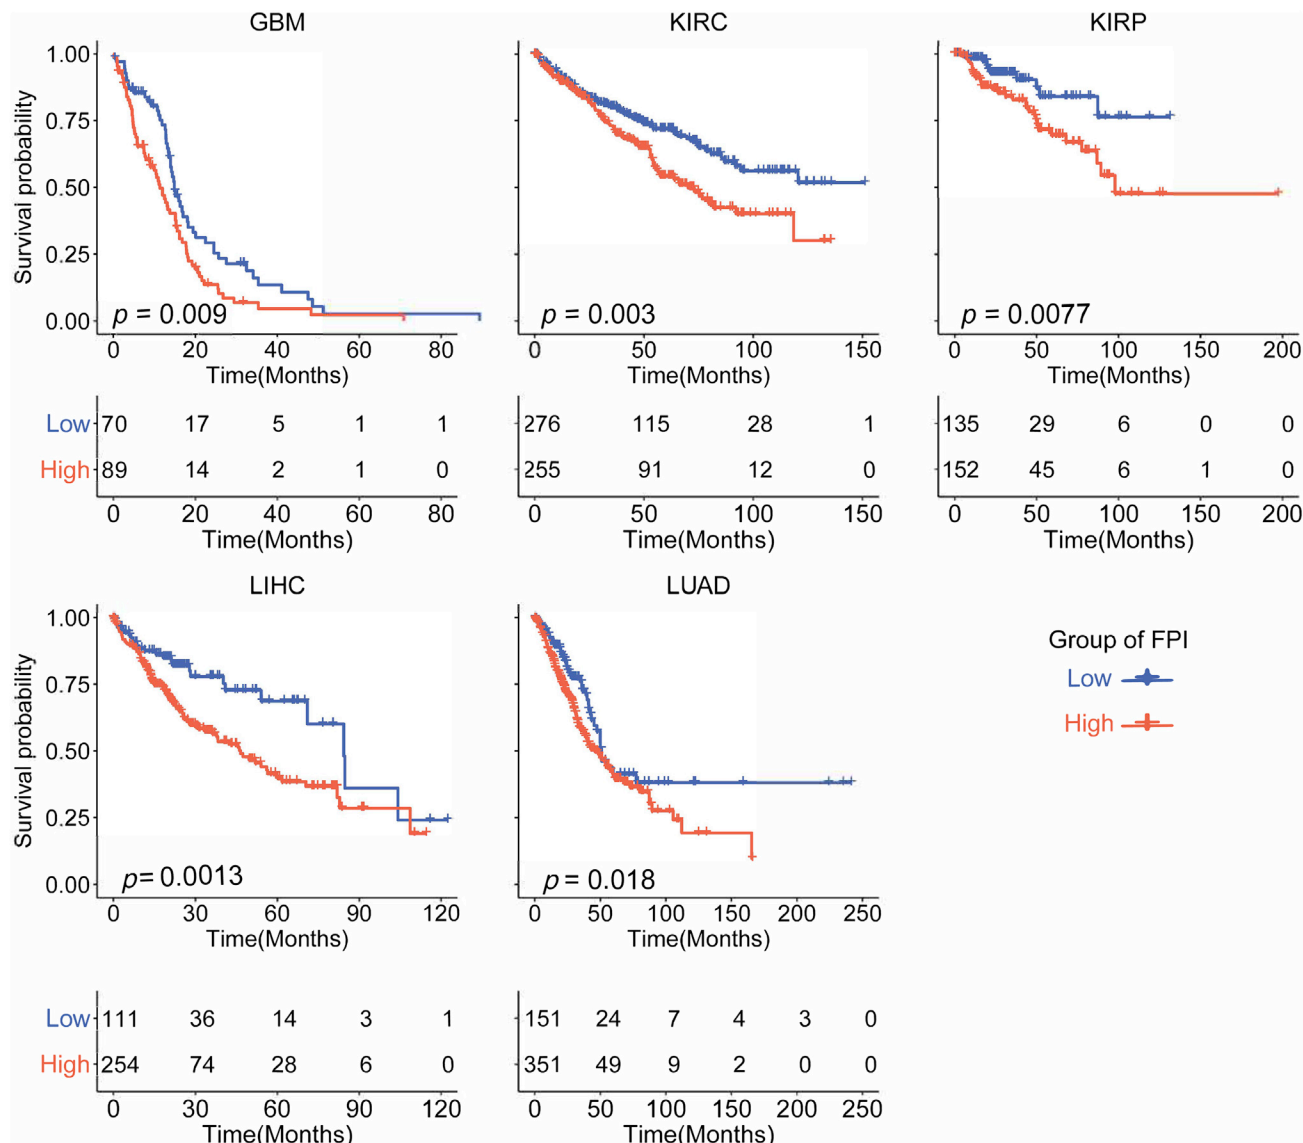 GBM KIRC KIRP
Survival probability
1.00
0.75
0.50
0.25
0.00
p = 0.009 p = 0.003 p = 0.0077
0 20 40 60 80 0 50 100 150 0 50 100 150 200
Time(Months) Time(Months) Time(Months)
Low 70 17 5 1 1 276 115 28 1 135 29 6 0 0
High 89 14 2 1 0 255 91 12 0 152 45 6 1 0
0 20 40 60 80 0 50 100 150 0 50 100 150 200
Time(Months) Time(Months) Time(Months)
LIHC LUAD
Survival probability
1.00
0.75
0.50
0.25
0.00
p= 0.0013 p = 0.018
0 30 60 90 120 0 50 100 150 200 250
Time(Months) Time(Months)
Group of FPI
Low
High
Low 111 36 14 3 1 151 24 7 4 3 0
High 254 74 28 6 0 351 49 9 2 0 0
0 30 60 90 120 0 50 100 150 200 250
Time(Months) Time(Months)